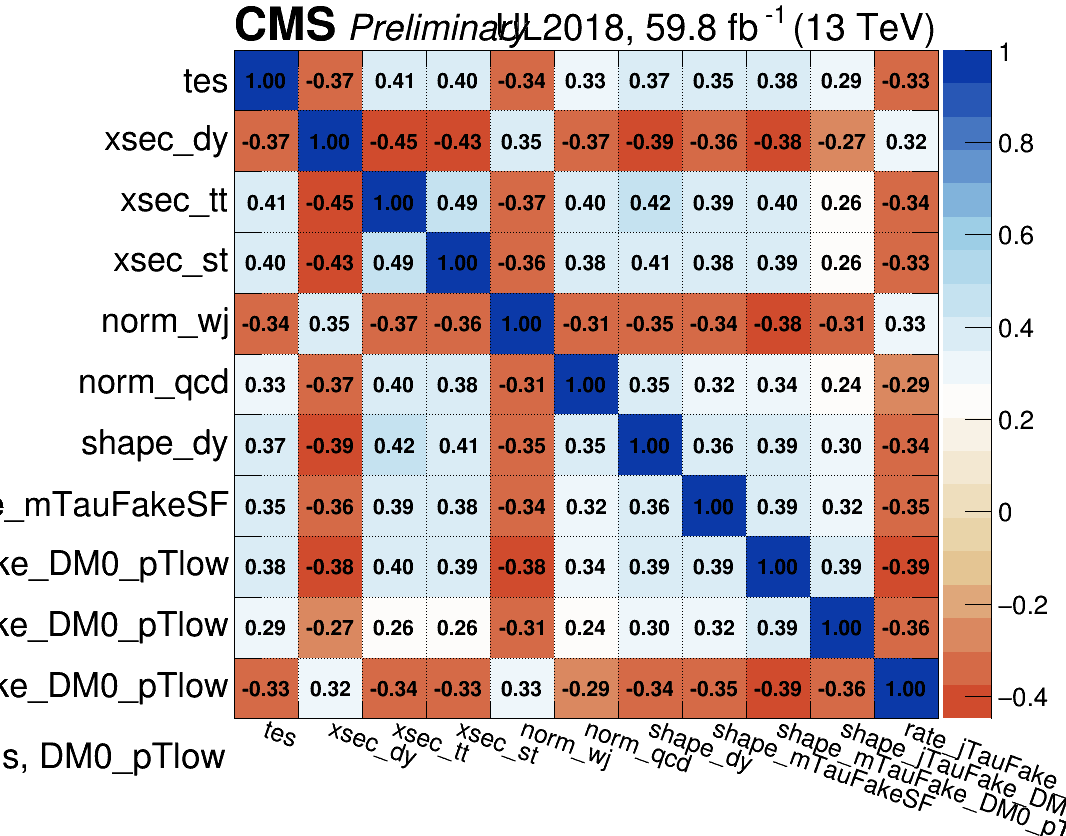 CMS Preliminary UL2018, 59.8 fb⁻¹ (13 TeV)
tes 1.00 -0.37 0.41 0.40 -0.34 0.33 0.37 0.35 0.38 0.29 -0.33
xsec_dy -0.37 1.00 -0.45 -0.43 0.35 -0.37 -0.39 -0.36 -0.38 -0.27 0.32
xsec_tt 0.41 -0.45 1.00 0.49 -0.37 0.40 0.42 0.39 0.40 0.26 -0.34
xsec_st 0.40 -0.43 0.49 1.00 -0.36 0.38 0.41 0.38 0.39 0.26 -0.33
norm_wj -0.34 0.35 -0.37 -0.36 1.00 -0.31 -0.35 -0.34 -0.38 -0.31 0.33
norm_qcd 0.33 -0.37 0.40 0.38 -0.31 1.00 0.35 0.32 0.34 0.24 -0.29
shape_dy 0.37 -0.39 0.42 0.41 -0.35 0.35 1.00 0.36 0.39 0.30 -0.34
e_mTauFakeSF 0.35 -0.36 0.39 0.38 -0.34 0.32 0.36 1.00 0.39 0.32 -0.35
ke_DM0_pTlow 0.38 -0.38 0.40 0.39 -0.38 0.34 0.39 0.39 1.00 0.39 -0.39
ke_DM0_pTlow 0.29 -0.27 0.26 0.26 -0.31 0.24 0.30 0.32 0.39 1.00 -0.36
ke_DM0_pTlow -0.33 0.32 -0.34 -0.33 0.33 -0.29 -0.34 -0.35 -0.39 -0.36 1.00
1
0.8
0.6
0.4
0.2
0
−0.2
−0.4
tes
xsec_dy
xsec_tt
xsec_st
norm_wj
norm_qcd
shape_dy
shape_mTauFakeSF
shape_mTauFake_DM0_pT
shape_jTauFake_DM
rate_jTauFake_
s, DM0_pTlow